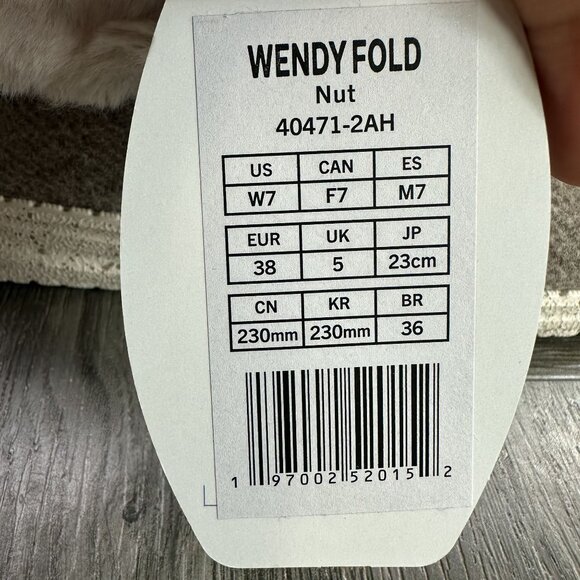 WENDY FOLD
Nut
40471-2AH
US CAN ES
W7 F7 M7
EUR UK JP
38 5 23cm
CN KR BR
230mm 230mm 36
1 97002 52015 2